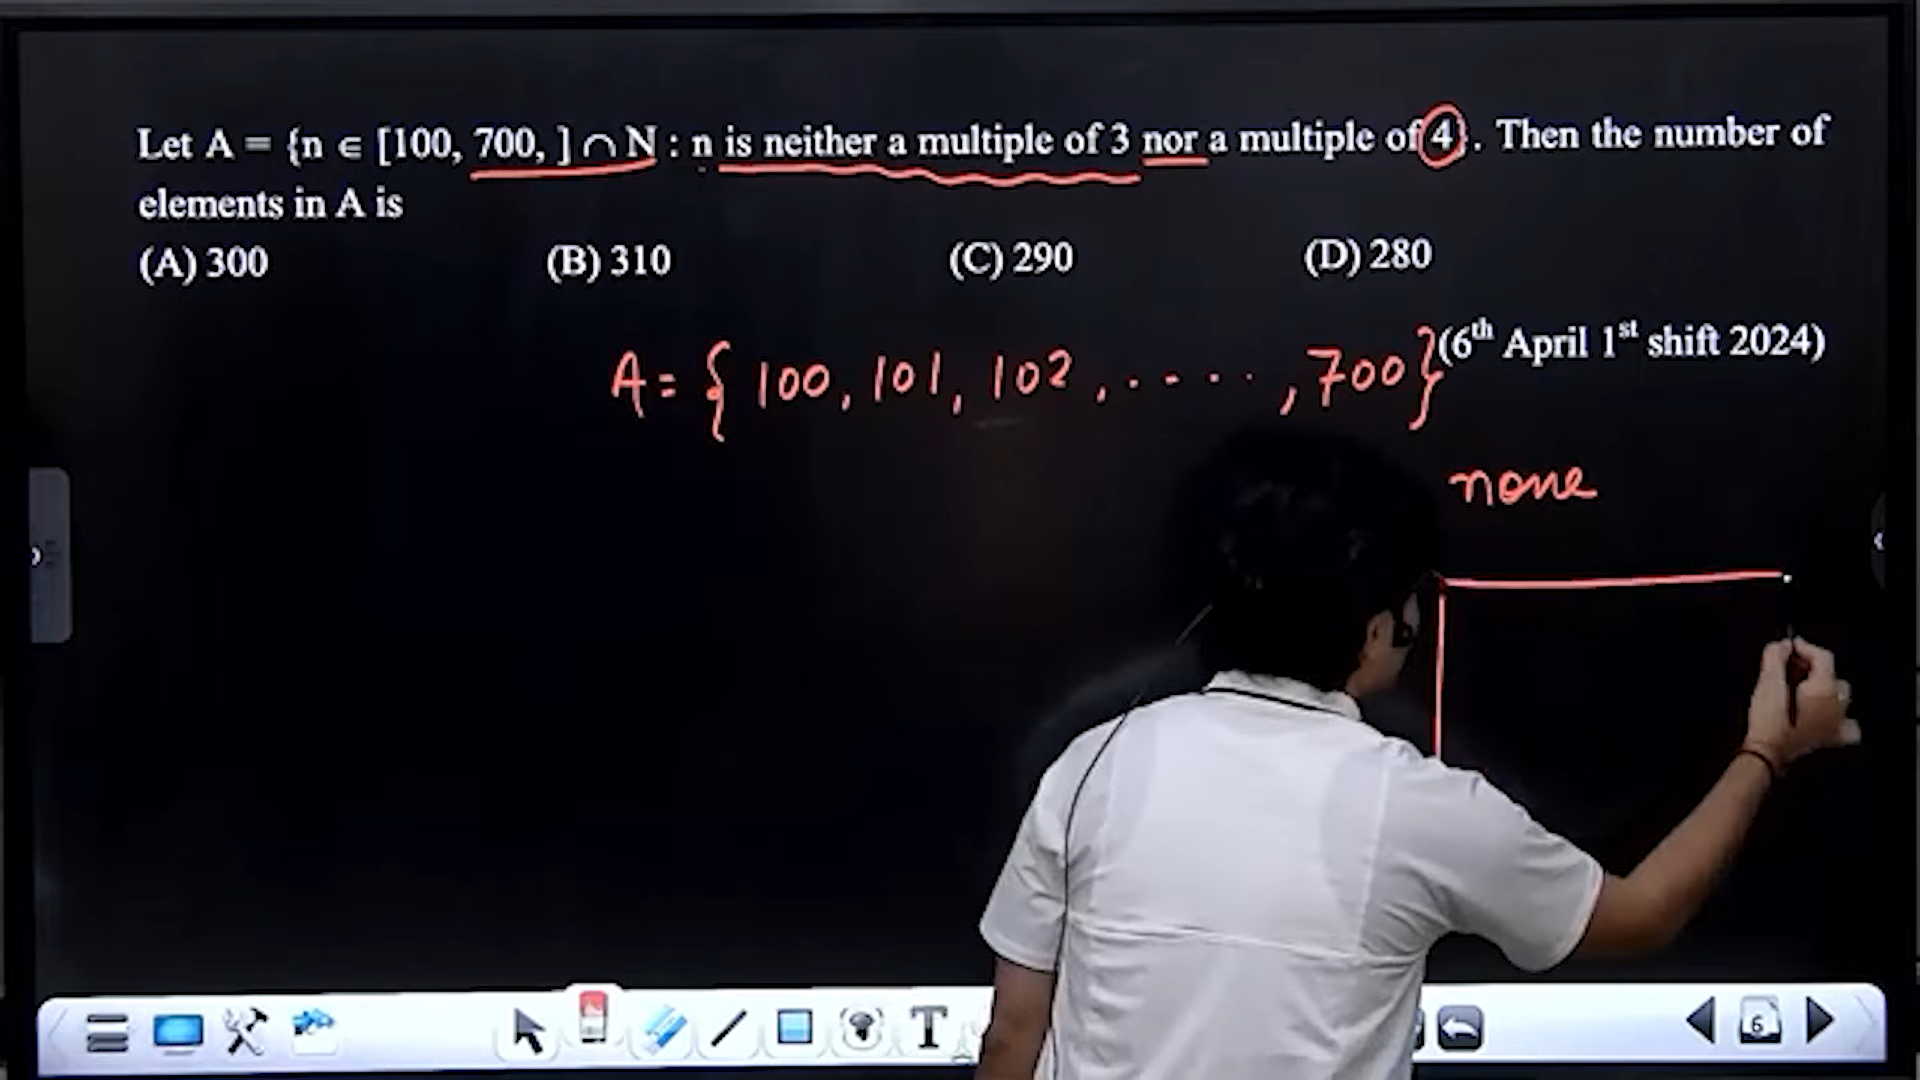 Let A = {n ∈ [100, 700, ] ∩ N : n is neither a multiple of 3 nor a multiple of 4}. Then the number of
elements in A is
(A) 300 (B) 310 (C) 290 (D) 280
(6th April 1st shift 2024)
A = { 100, 101, 102, . . . . , 700}
none
T
6